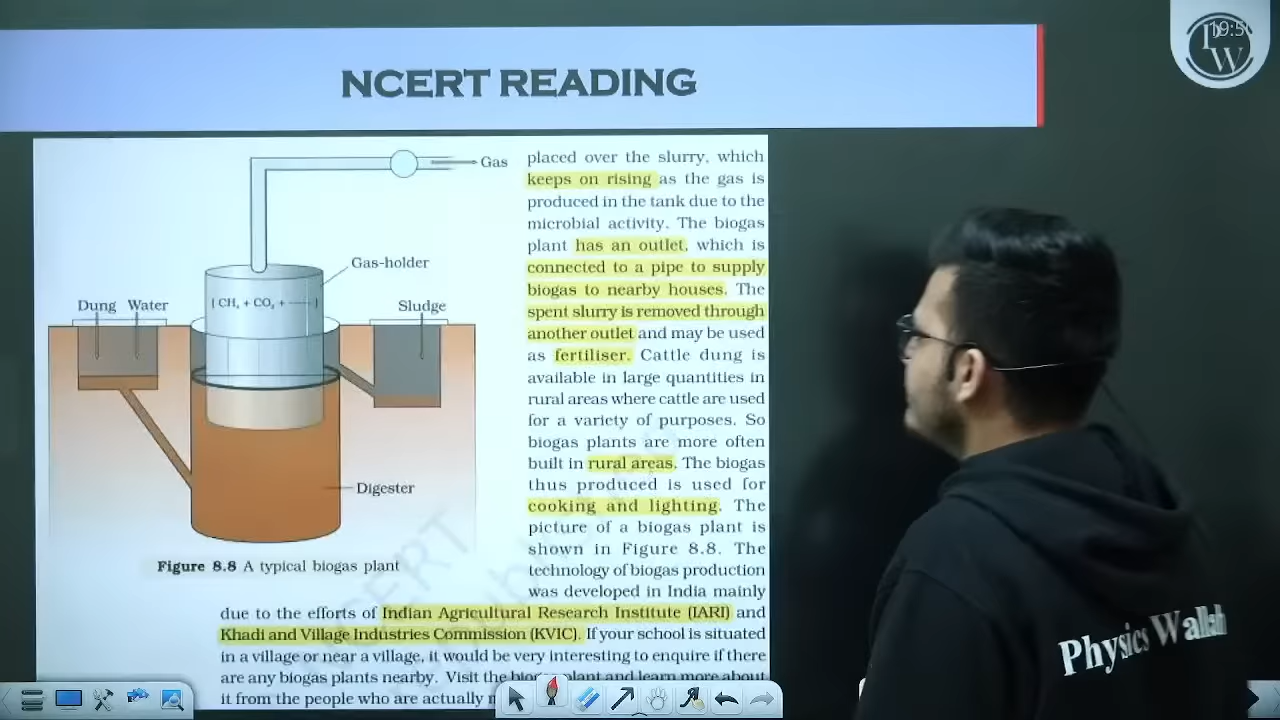 19:5
NCERT READING
Gas
Gas-holder
Dung Water
[ CH₄ + CO₂ + ------ ]
Sludge
Digester
Figure 8.8 A typical biogas plant
placed over the slurry, which
keeps on rising as the gas is
produced in the tank due to the
microbial activity. The biogas
plant has an outlet, which is
connected to a pipe to supply
biogas to nearby houses. The
spent slurry is removed through
another outlet and may be used
as fertiliser. Cattle dung is
available in large quantities in
rural areas where cattle are used
for a variety of purposes. So
biogas plants are more often
built in rural areas. The biogas
thus produced is used for
cooking and lighting. The
picture of a biogas plant is
shown in Figure 8.8. The
technology of biogas production
was developed in India mainly
due to the efforts of Indian Agricultural Research Institute (IARI) and
Khadi and Village Industries Commission (KVIC). If your school is situated
in a village or near a village, it would be very interesting to enquire if there
are any biogas plants nearby. Visit the biogas plant and learn more about
it from the people who are actually
Physics Wallah
NCERT
W